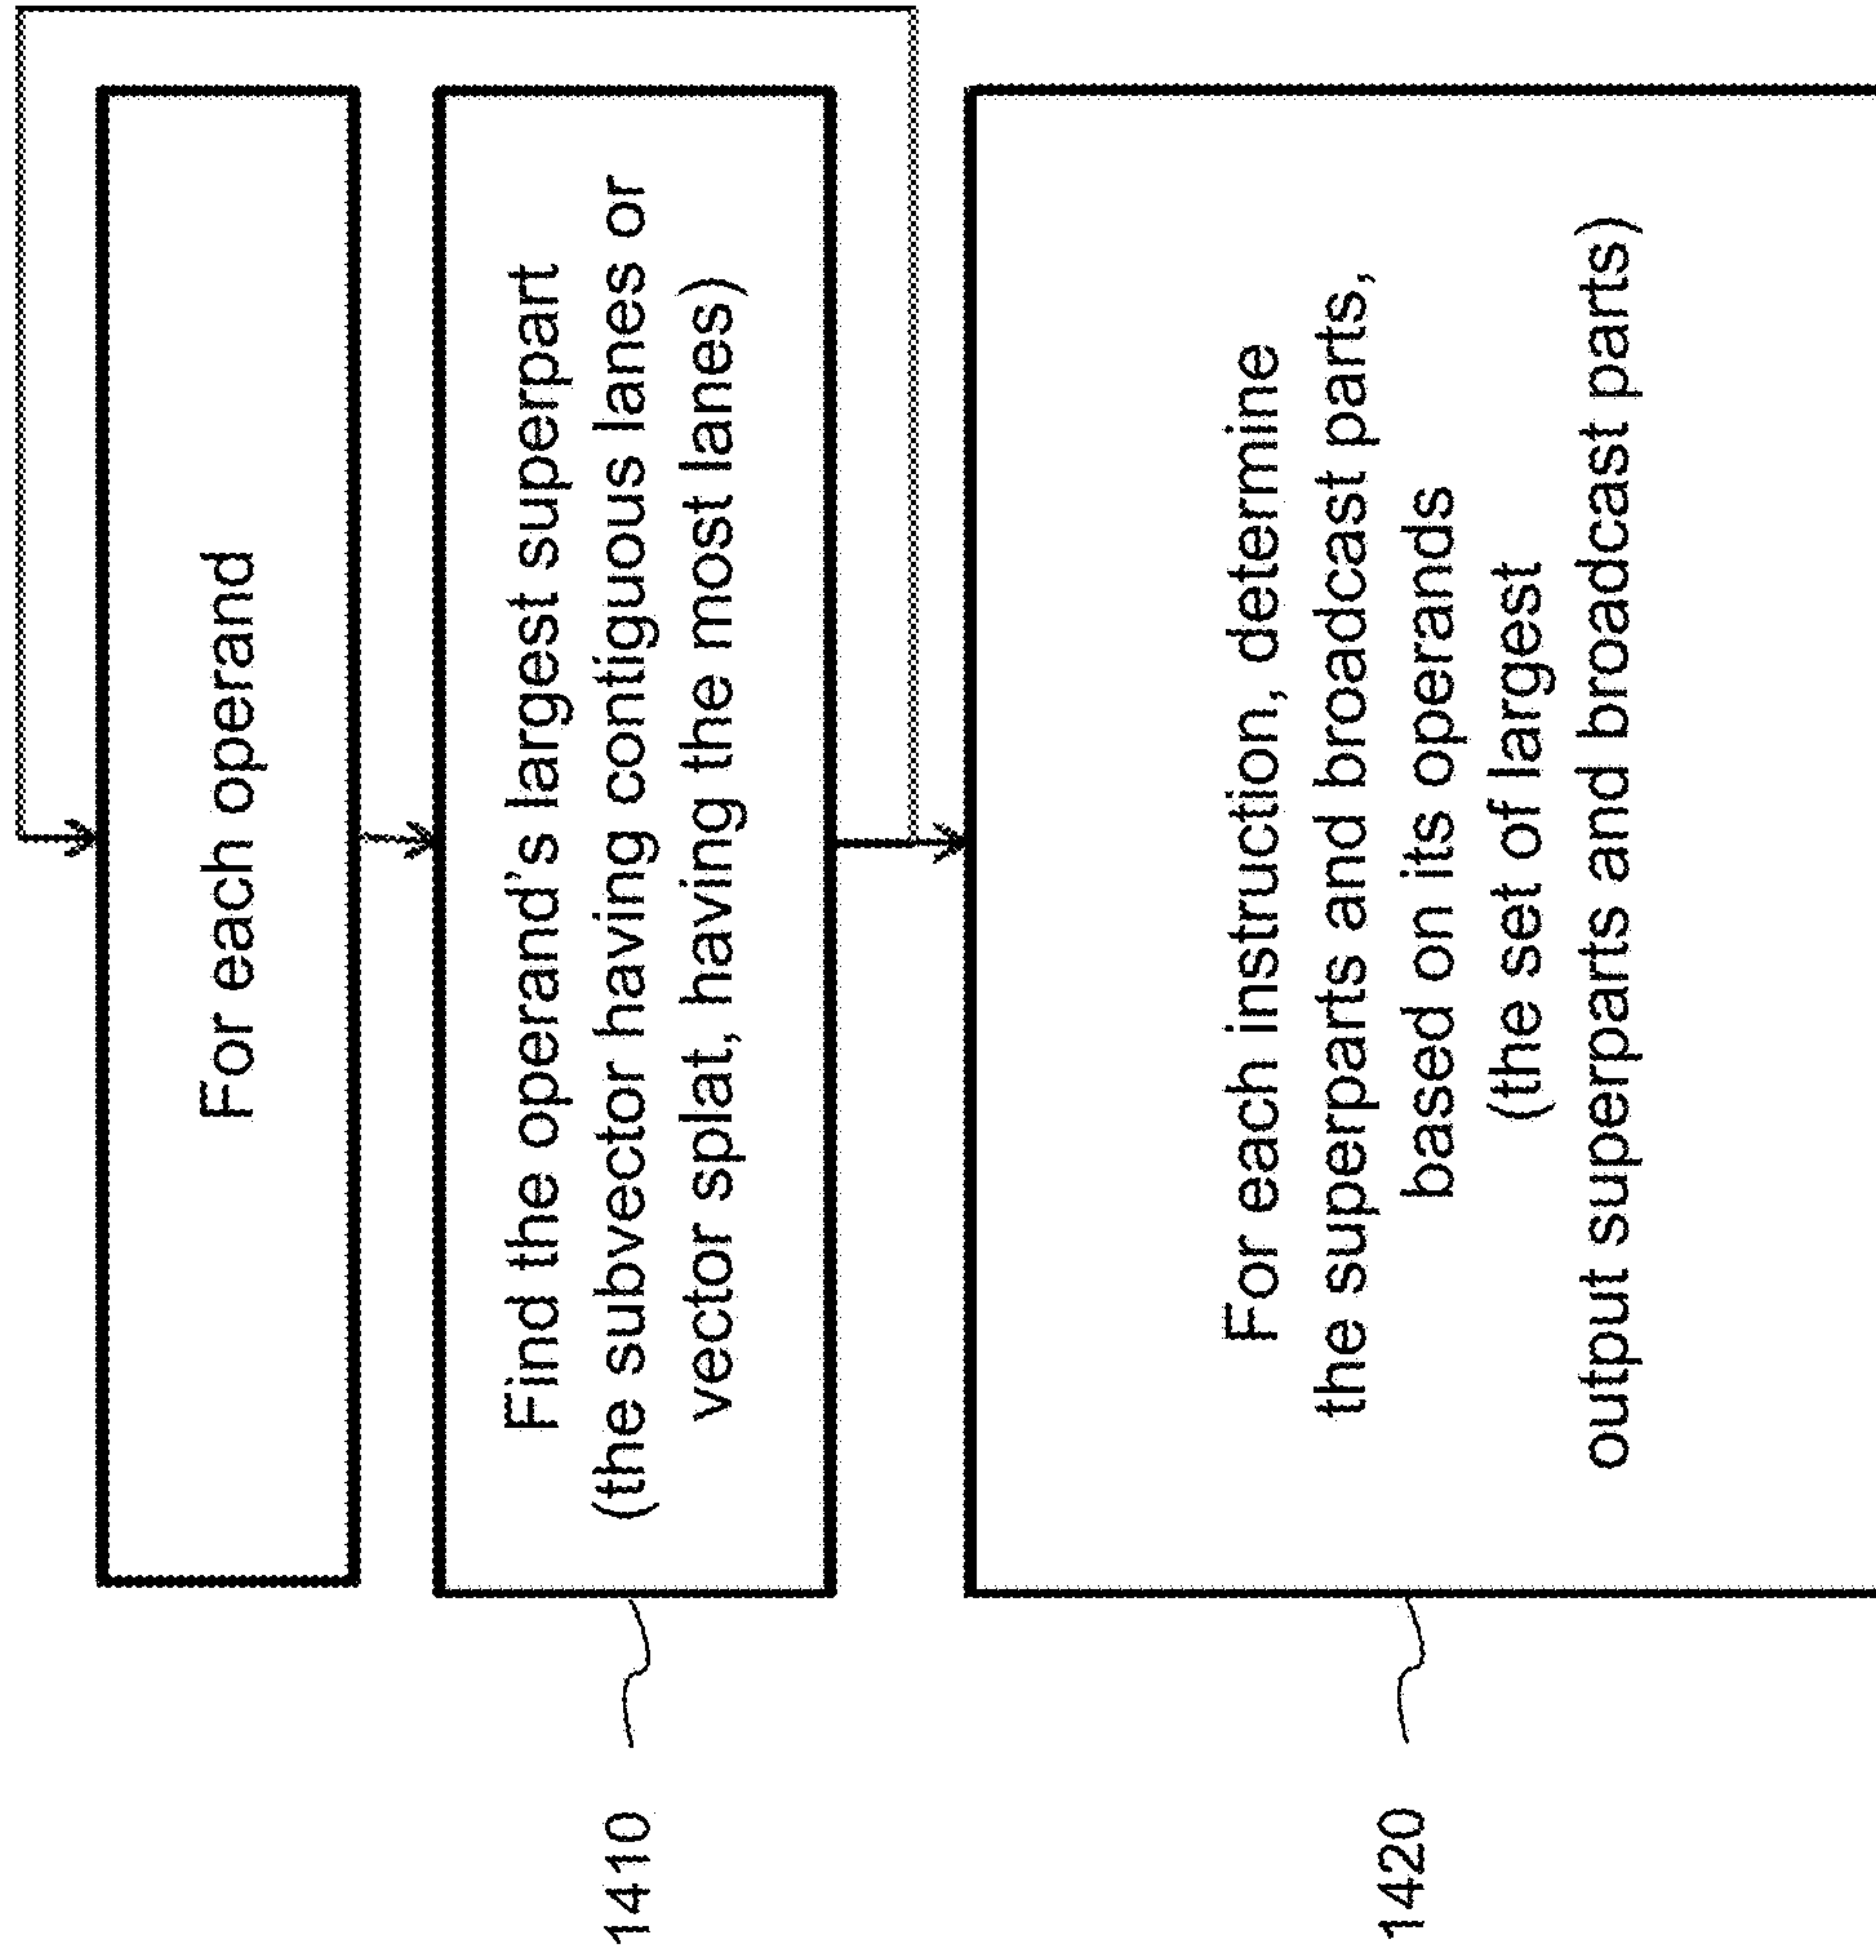 For each operand
1410
Find the operand's largest superpart
(the subvector having contiguous lanes or
vector splat, having the most lanes)
1420
For each instruction, determine
the superparts and broadcast parts,
based on its operands
(the set of largest
output superparts and broadcast parts)